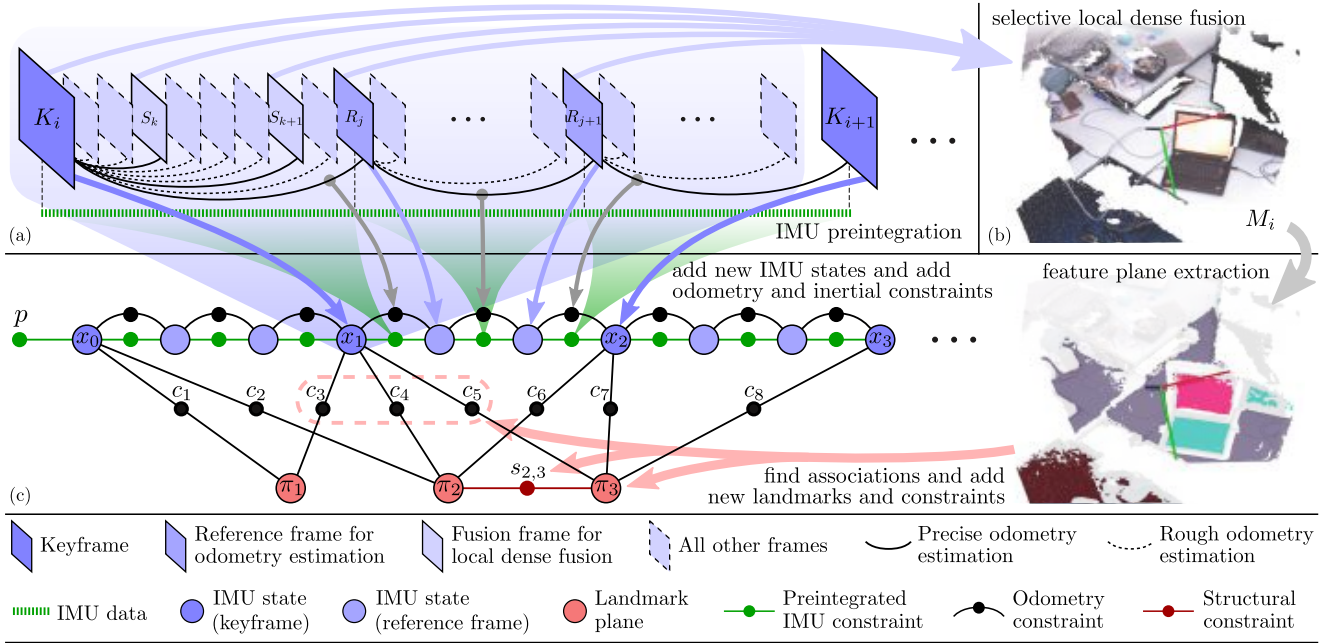 selective local dense fusion
K_i
S_k
S_{k+1}
R_j
...
R_{j+1}
...
K_{i+1}
...
(a)
IMU preintegration
(b)
M_i
add new IMU states and add
odometry and inertial constraints
feature plane extraction
p
x_0
x_1
x_2
x_3
...
c_1
c_2
c_3
c_4
c_5
c_6
c_7
c_8
s_{2,3}
π_1
π_2
π_3
(c)
find associations and add
new landmarks and constraints
Keyframe
Reference frame for
odometry estimation
Fusion frame for
local dense fusion
All other frames
Precise odometry
estimation
Rough odometry
estimation
IMU data
IMU state
(keyframe)
IMU state
(reference frame)
Landmark
plane
Preintegrated
IMU constraint
Odometry
constraint
Structural
constraint